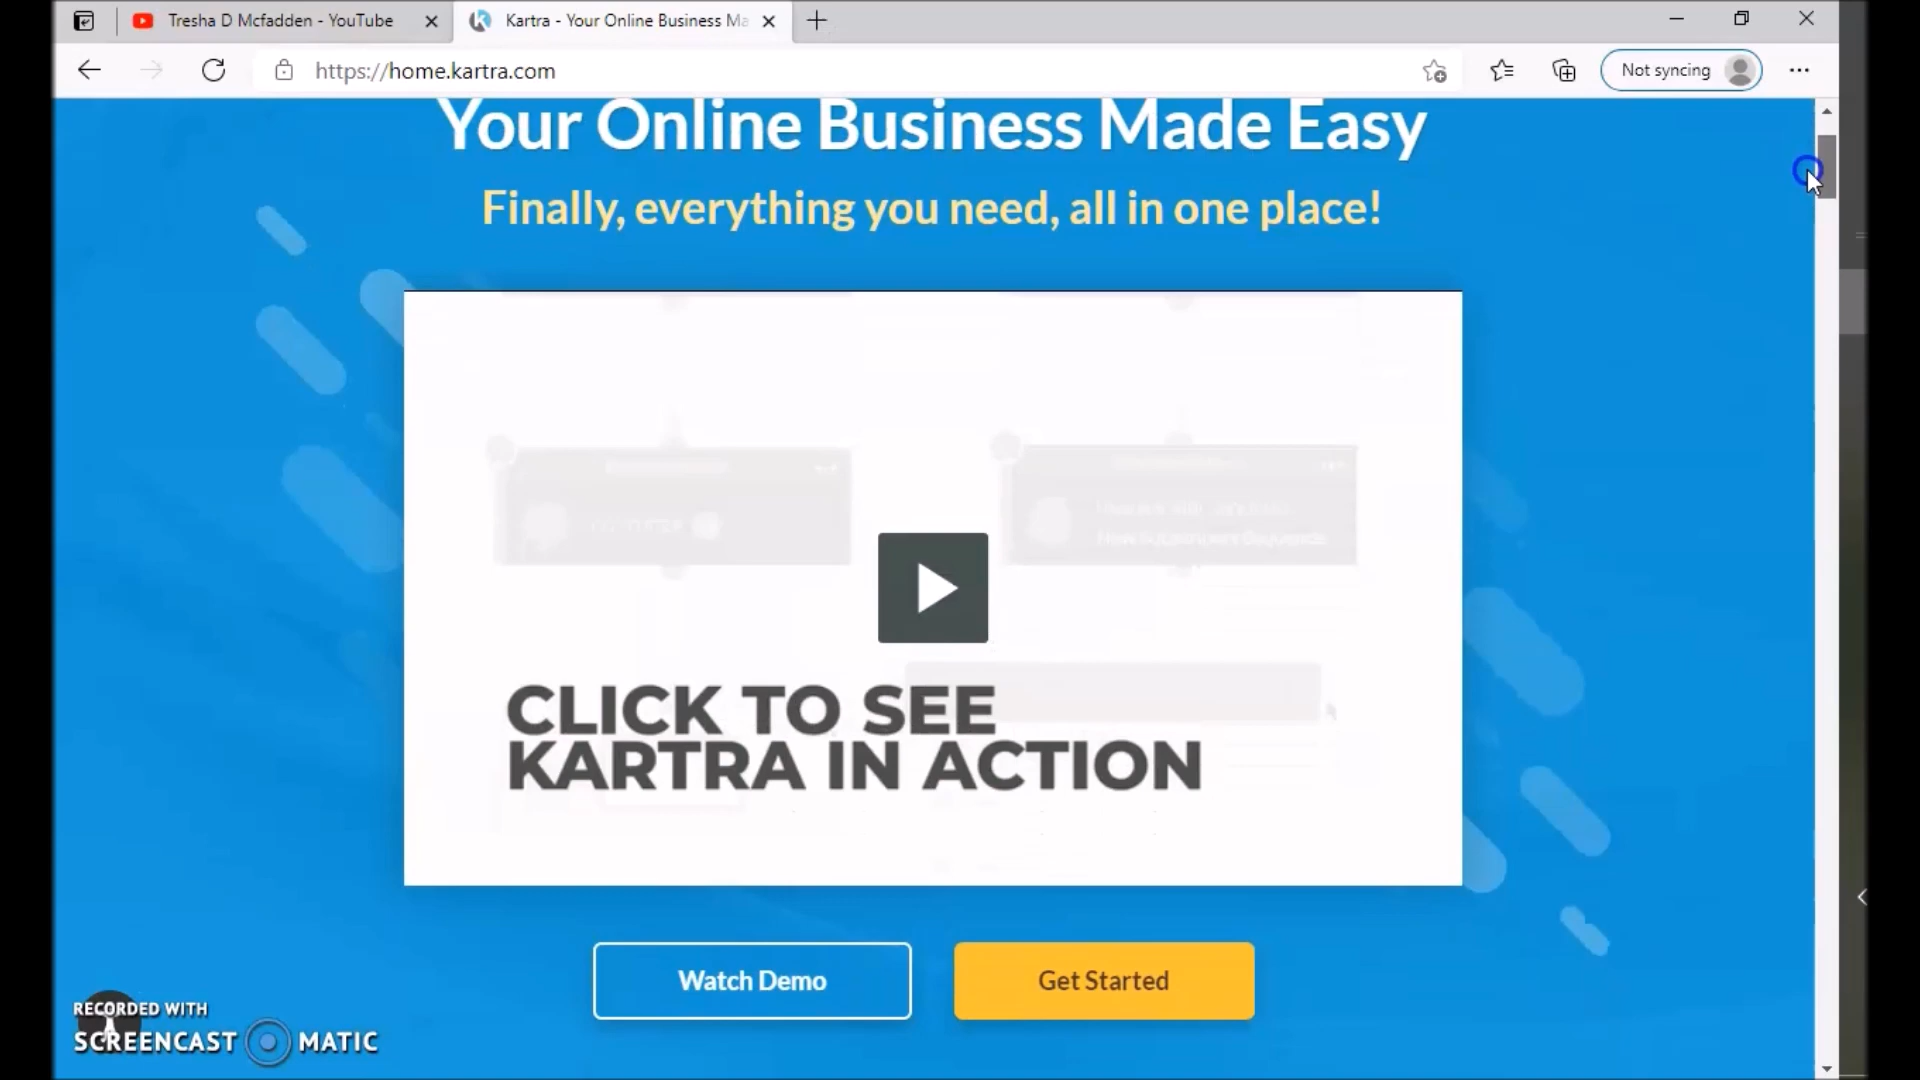 Tresha D Mcfadden - YouTube
Kartra - Your Online Business Ma
https://home.kartra.com
Not syncing
Your Online Business Made Easy
Finally, everything you need, all in one place!
CLICK TO SEE
KARTRA IN ACTION
Watch Demo
Get Started
RECORDED WITH
SCREENCAST MATIC